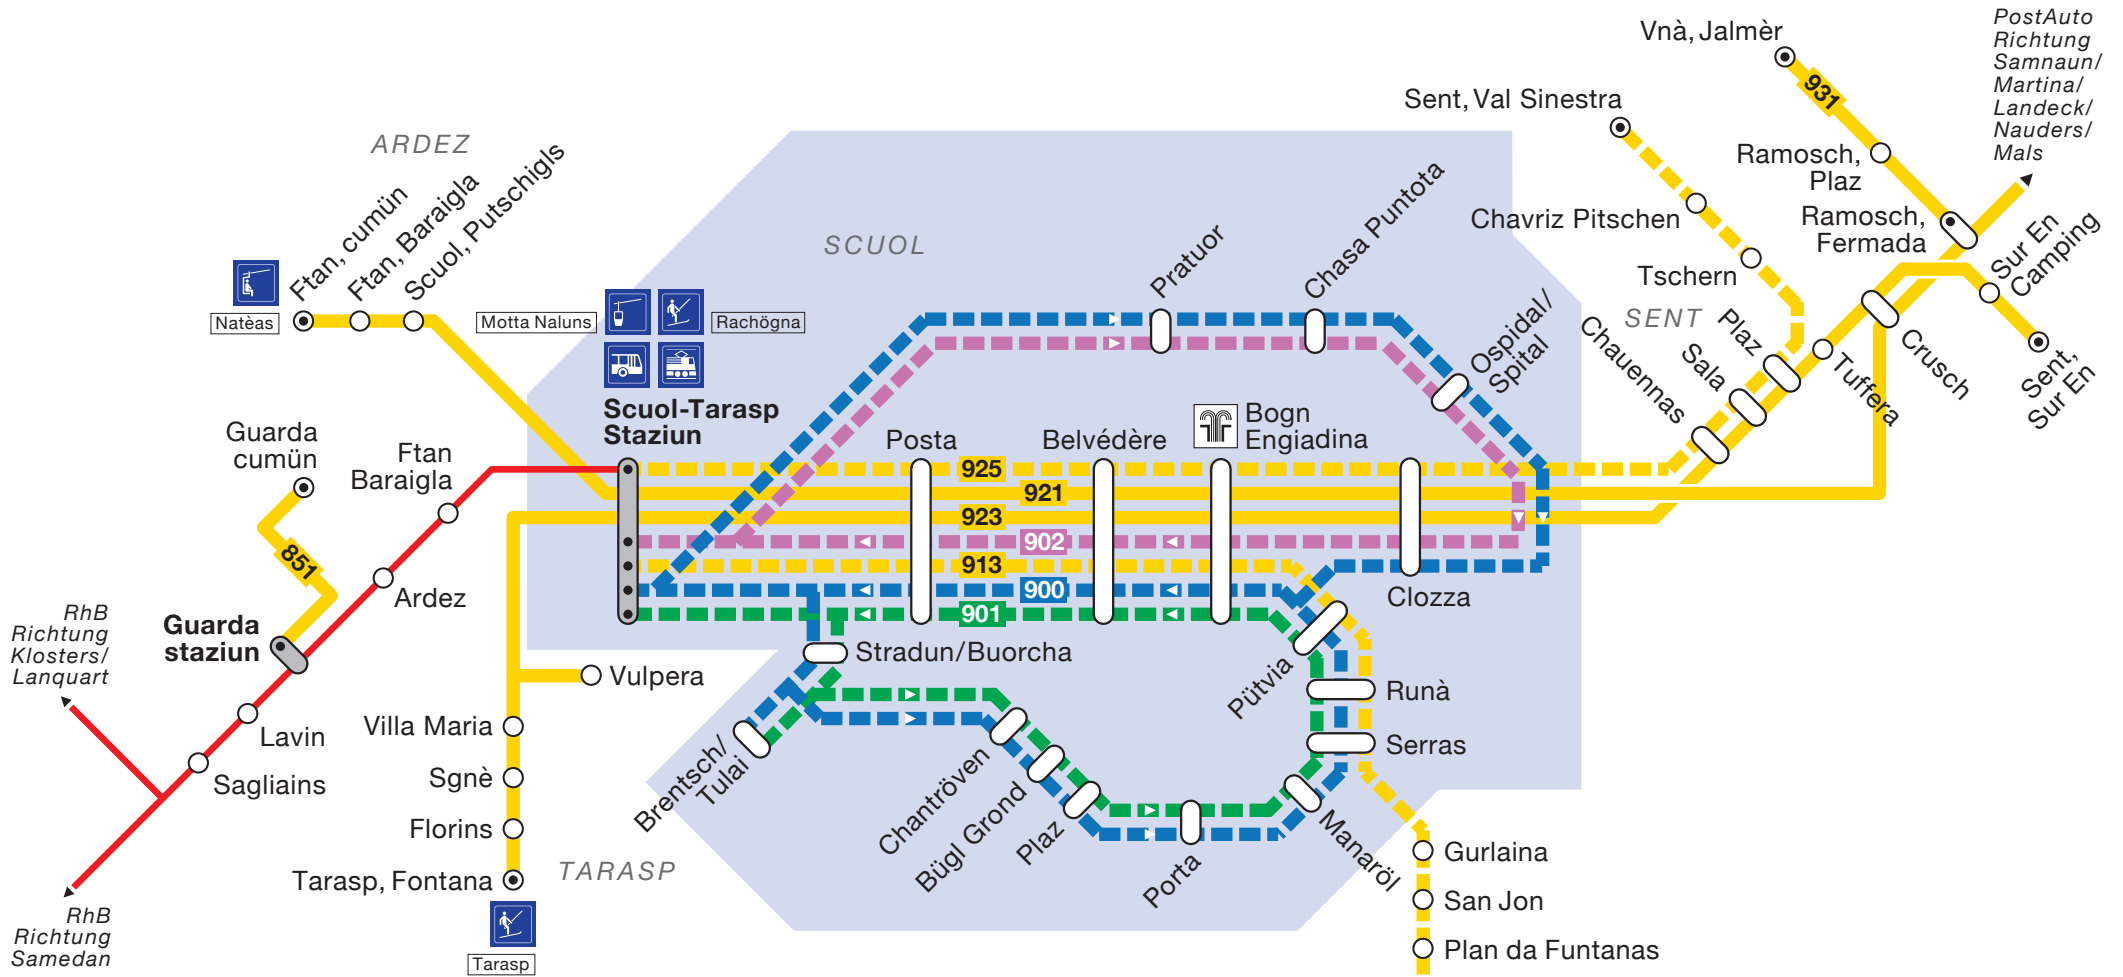 PostAuto
Richtung
Samnaun/
Martina/
Landeck/
Nauders/
Mals
Vnà, Jalmèr
931
Sent, Val Sinestra
Ramosch,
Plaz
Chavriz Pitschen
Ramosch,
Fermada
Tschern
Sur En
Camping
Sent,
Sur En
SENT
Plaz
Sala
Chauennas
Tuffera
Crusch
ARDEZ
Ftan, cumün
Ftan, Baraigla
Scuol, Putschigls
Natèas
Motta Naluns
Rachögna
SCUOL
Pratuor
Chasa Puntota
Ospidal/
Spital
Scuol-Tarasp
Staziun
Posta
Belvédère
Bogn
Engiadina
Clozza
925
921
923
902
913
900
901
Guarda
cumün
Ftan
Baraigla
851
Ardez
Guarda
staziun
RhB
Richtung
Klosters/
Lanquart
Lavin
Sagliains
RhB
Richtung
Samedan
Vulpera
Villa Maria
Sgnè
Florins
Tarasp, Fontana
Tarasp
TARASP
Stradun/Buorcha
Brentsch/
Tulai
Chantröven
Bügl Grond
Plaz
Porta
Manaröl
Pütvia
Runà
Serras
Gurlaina
San Jon
Plan da Funtanas